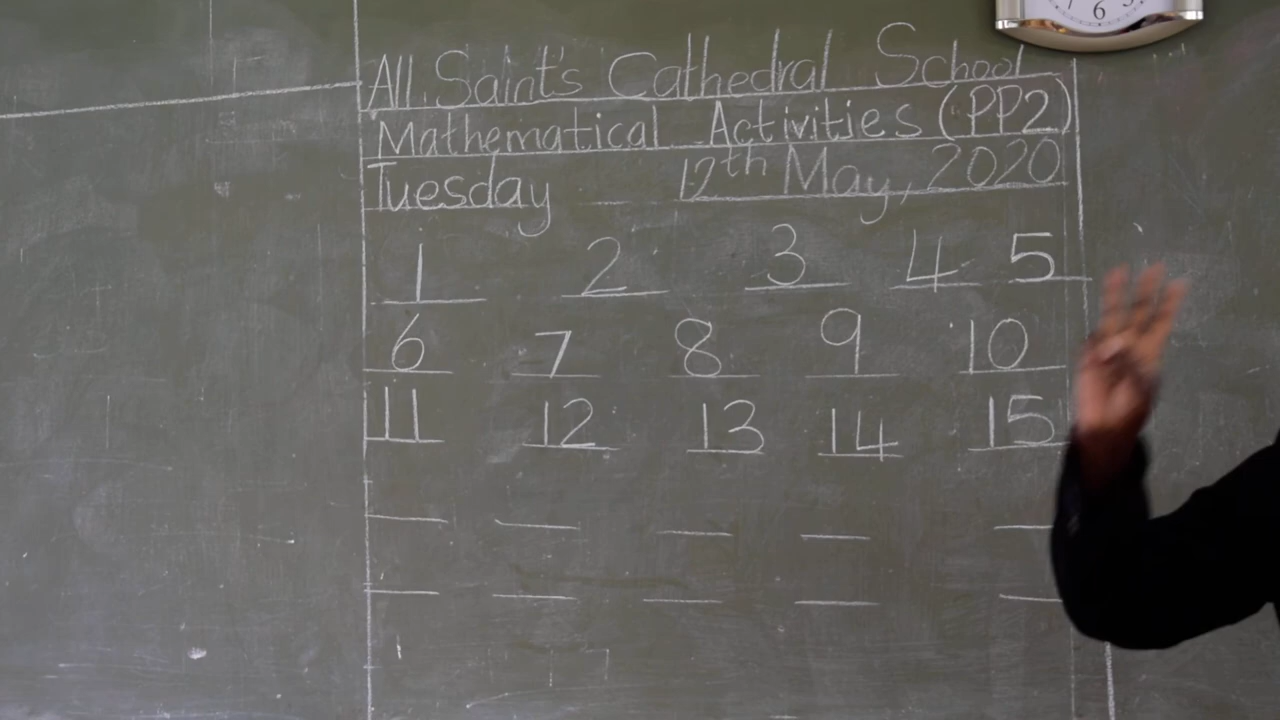 6
All Saint's Cathedral School
Mathematical Activities (PP2)
Tuesday 12th May, 2020
1 2 3 4 5
6 7 8 9 10
11 12 13 14 15